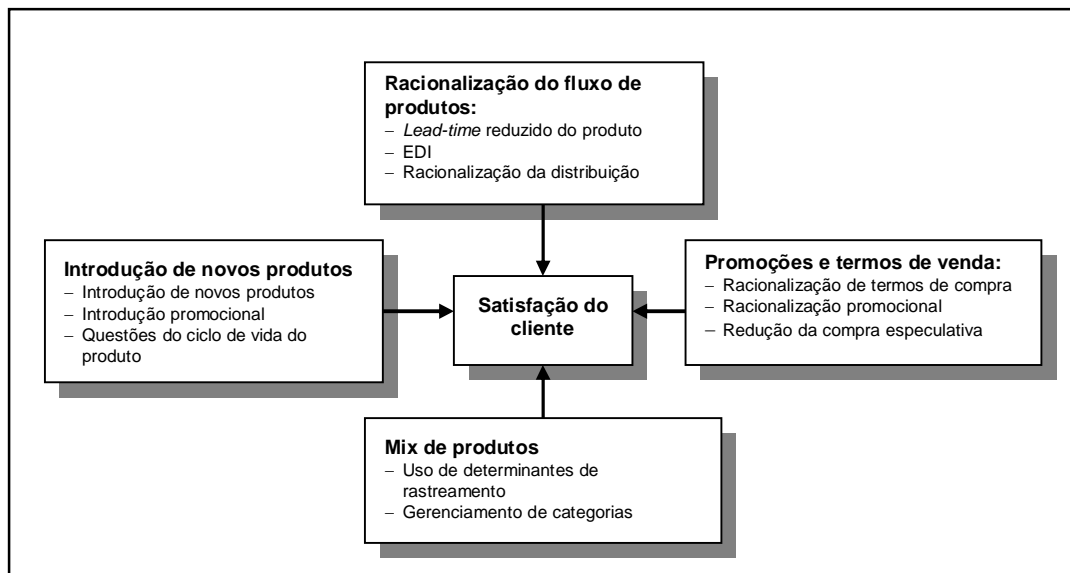 Racionalização do fluxo de
produtos:
– Lead-time reduzido do produto
– EDI
– Racionalização da distribuição
Introdução de novos produtos
– Introdução de novos produtos
– Introdução promocional
– Questões do ciclo de vida do
produto
Satisfação do
cliente
Promoções e termos de venda:
– Racionalização de termos de compra
– Racionalização promocional
– Redução da compra especulativa
Mix de produtos
– Uso de determinantes de
rastreamento
– Gerenciamento de categorias